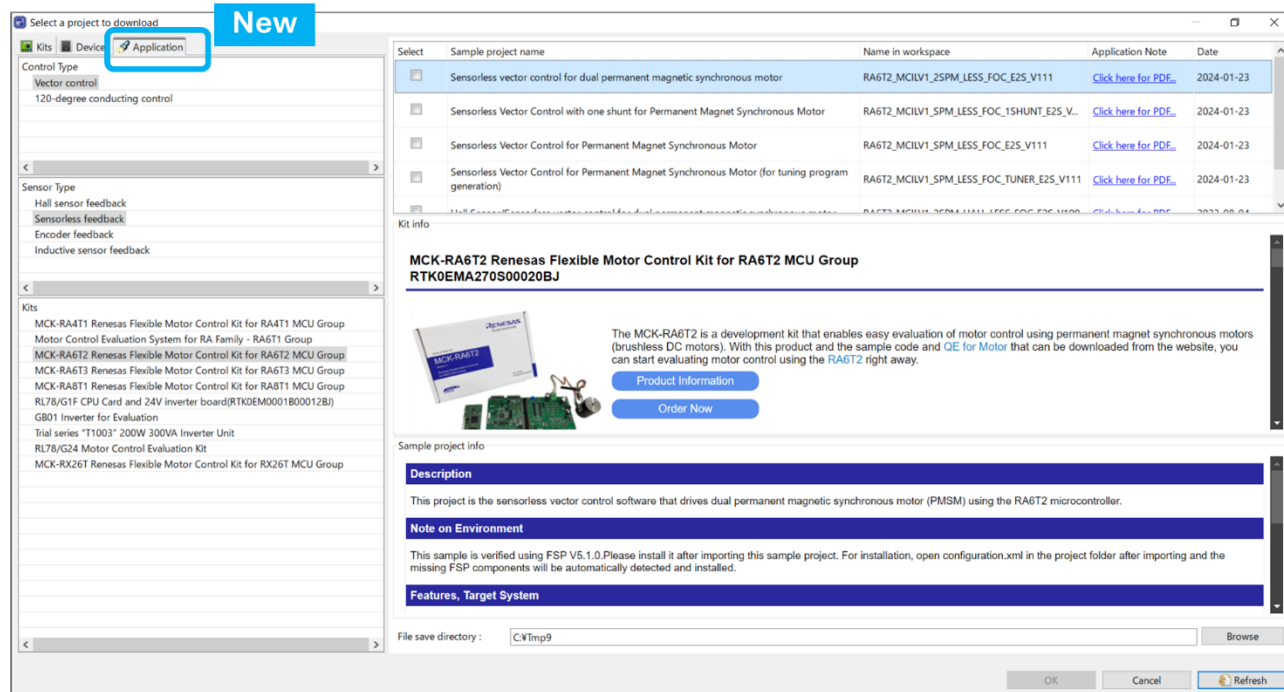 Select a project to download
New
Kits
Device
Application
Control Type
Vector control
120-degree conducting control
Sensor Type
Hall sensor feedback
Sensorless feedback
Encoder feedback
Inductive sensor feedback
Kits
MCK-RA4T1 Renesas Flexible Motor Control Kit for RA4T1 MCU Group
Motor Control Evaluation System for RA Family - RA6T1 Group
MCK-RA6T2 Renesas Flexible Motor Control Kit for RA6T2 MCU Group
MCK-RA6T3 Renesas Flexible Motor Control Kit for RA6T3 MCU Group
MCK-RA8T1 Renesas Flexible Motor Control Kit for RA8T1 MCU Group
RL78/G1F CPU Card and 24V inverter board(RTK0EM0001B00012BJ)
GB01 Inverter for Evaluation
Trial series "T1003" 200W 300VA Inverter Unit
RL78/G24 Motor Control Evaluation Kit
MCK-RX26T Renesas Flexible Motor Control Kit for RX26T MCU Group
Select Sample project name Name in workspace Application Note Date
Sensorless vector control for dual permanent magnetic synchronous motor RA6T2_MCILV1_2SPM_LESS_FOC_E2S_V111 Click here for PDF... 2024-01-23
Sensorless Vector Control with one shunt for Permanent Magnet Synchronous Motor RA6T2_MCILV1_SPM_LESS_FOC_1SHUNT_E2S_V... Click here for PDF... 2024-01-23
Sensorless Vector Control for Permanent Magnet Synchronous Motor RA6T2_MCILV1_SPM_LESS_FOC_E2S_V111 Click here for PDF... 2024-01-23
Sensorless Vector Control for Permanent Magnet Synchronous Motor (for tuning program
generation) RA6T2_MCILV1_SPM_LESS_FOC_TUNER_E2S_V111 Click here for PDF... 2024-01-23
Kit info
MCK-RA6T2 Renesas Flexible Motor Control Kit for RA6T2 MCU Group
RTK0EMA270S00020BJ
RENESAS
MCK-RA6T2
The MCK-RA6T2 is a development kit that enables easy evaluation of motor control using permanent magnet synchronous motors
(brushless DC motors). With this product and the sample code and QE for Motor that can be downloaded from the website, you
can start evaluating motor control using the RA6T2 right away.
Product Information
Order Now
Sample project info
Description
This project is the sensorless vector control software that drives dual permanent magnetic synchronous motor (PMSM) using the RA6T2 microcontroller.
Note on Environment
This sample is verified using FSP V5.1.0.Please install it after importing this sample project. For installation, open configuration.xml in the project folder after importing and the
missing FSP components will be automatically detected and installed.
Features, Target System
File save directory : C:¥Tmp9 Browse
OK Cancel Refresh